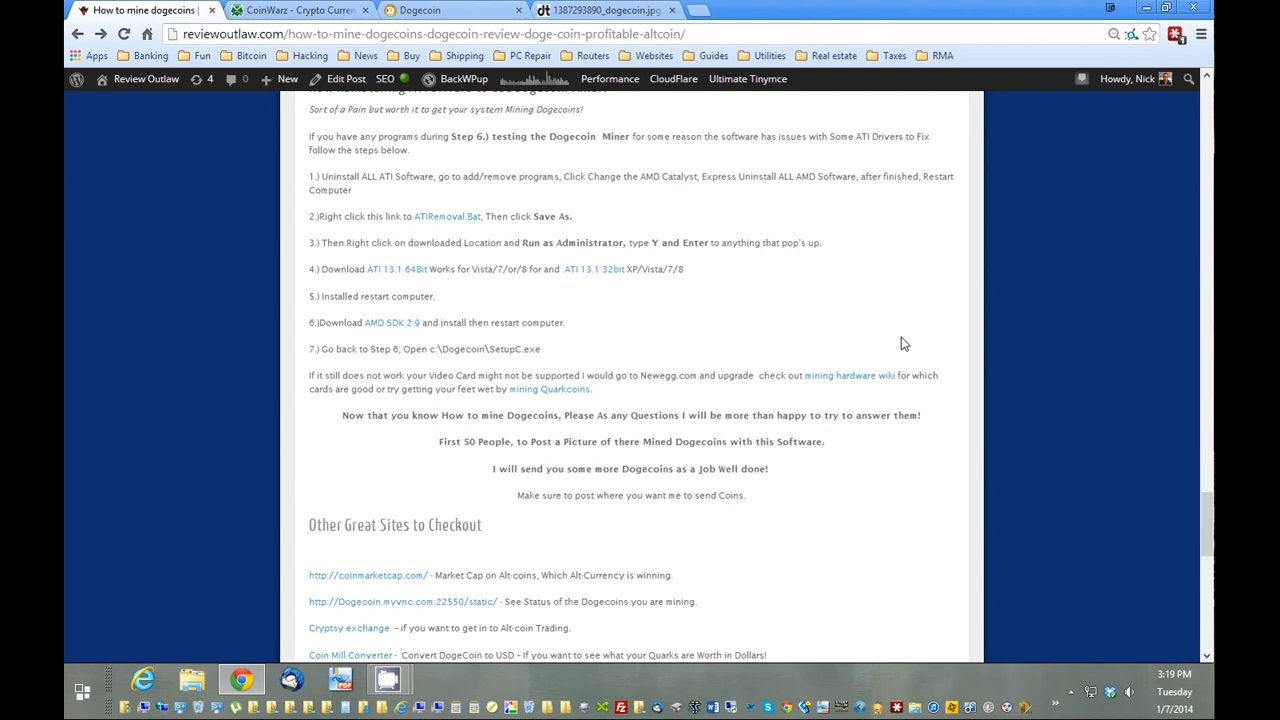 How to mine dogecoins |
CoinWarz - Crypto Curren
Dogecoin
1387293890_dogecoin.jpg
reviewoutlaw.com/how-to-mine-dogecoins-dogecoin-review-doge-coin-profitable-altcoin/
Apps Banking Fun Bitcoin Hacking News Buy Shipping PC Repair Routers Websites Guides Utilities Real estate Taxes RMA
Review Outlaw 4 0 New Edit Post SEO BackWPup Performance CloudFlare Ultimate Tinymce Howdy, Nick
Sort of a Pain but worth it to get your system Mining Dogecoins!
If you have any programs during Step 6.) testing the Dogecoin Miner for some reason the software has issues with Some ATI Drivers to Fix
follow the steps below.
1.) Uninstall ALL ATI Software, go to add/remove programs, Click Change the AMD Catalyst, Express Uninstall ALL AMD Software, after finished, Restart
Computer
2.)Right click this link to ATIRemoval.Bat, Then click Save As.
3.) Then Right click on downloaded Location and Run as Administrator, type Y and Enter to anything that pop's up.
4.) Download ATI 13.1 64Bit Works for Vista/7/or/8 for and ATI 13.1 32bit XP/Vista/7/8
5.) Installed restart computer.
6.)Download AMD SDK 2.9 and install then restart computer.
7.) Go back to Step 6, Open c:\Dogecoin\SetupC.exe
If it still does not work your Video Card might not be supported I would go to Newegg.com and upgrade check out mining hardware wiki for which
cards are good or try getting your feet wet by mining Quarkcoins.
Now that you know How to mine Dogecoins, Please As any Questions I will be more than happy to try to answer them!
First 50 People, to Post a Picture of there Mined Dogecoins with this Software.
I will send you some more Dogecoins as a Job Well done!
Make sure to post where you want me to send Coins.
Other Great Sites to Checkout
http://coinmarketcap.com/ - Market Cap on Alt-coins, Which Alt-Currency is winning.
http://Dogecoin.myvnc.com:22550/static/ - See Status of the Dogecoins you are mining.
Cryptsy exchange – if you want to get in to Alt-coin Trading.
Coin Mill Converter - Convert DogeCoin to USD – If you want to see what your Quarks are Worth in Dollars!
3:19 PM
Tuesday
1/7/2014